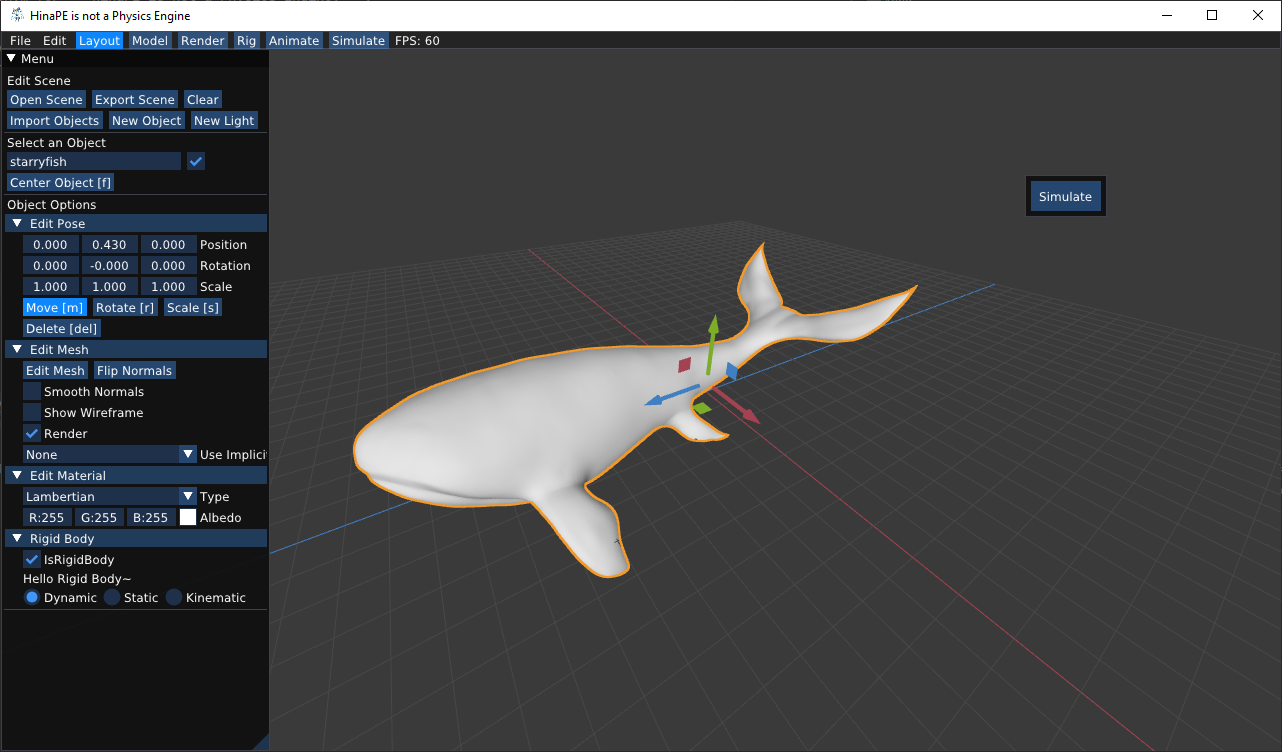 HinaPE is not a Physics Engine
File Edit Layout Model Render Rig Animate Simulate FPS: 60
Menu
Edit Scene
Open Scene Export Scene Clear
Import Objects New Object New Light
Select an Object
starryfish
Center Object [f]
Object Options
Edit Pose
0.000 0.430 0.000 Position
0.000 -0.000 0.000 Rotation
1.000 1.000 1.000 Scale
Move [m] Rotate [r] Scale [s]
Delete [del]
Edit Mesh
Edit Mesh Flip Normals
Smooth Normals
Show Wireframe
Render
None Use Implici
Edit Material
Lambertian Type
R:255 G:255 B:255 Albedo
Rigid Body
IsRigidBody
Hello Rigid Body~
Dynamic Static Kinematic
Simulate